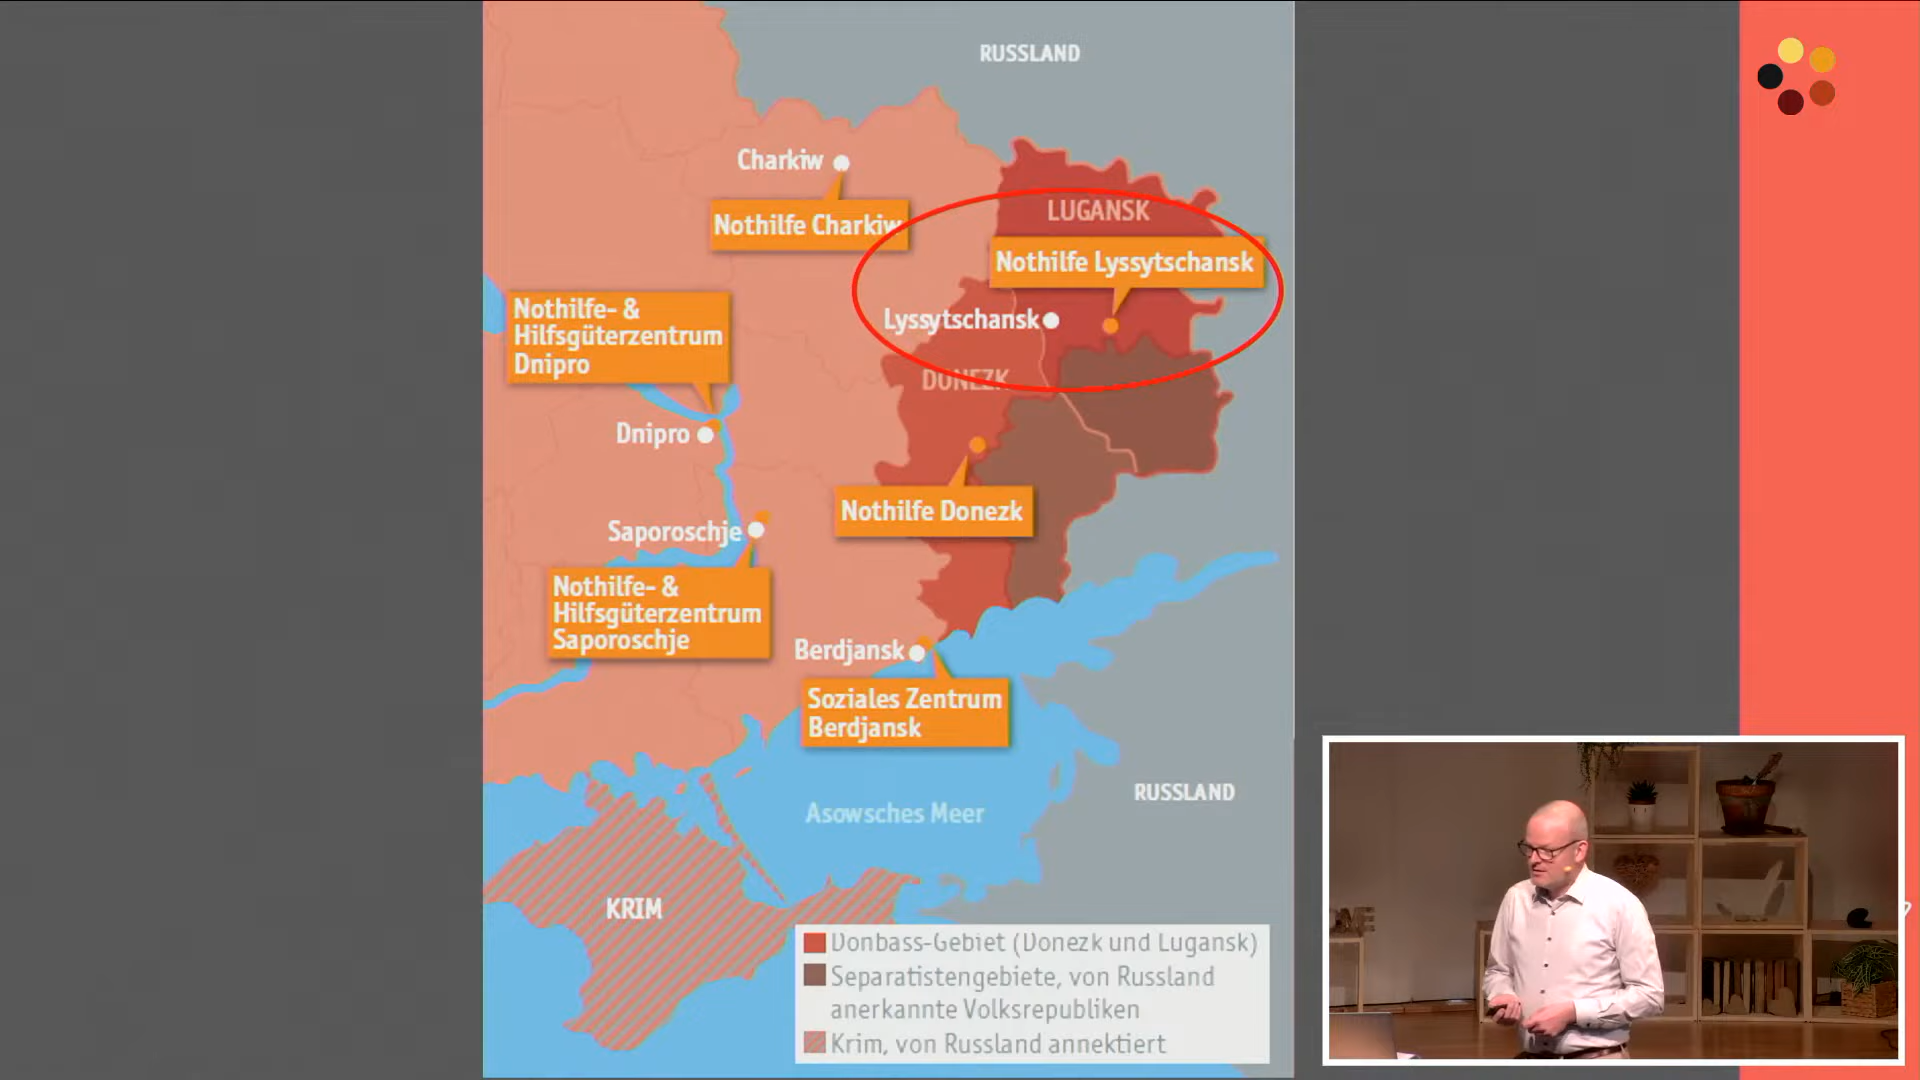 RUSSLAND
Charkiw
Nothilfe Charkiw
LUGANSK
Nothilfe Lyssytschansk
Nothilfe- &
Hilfsgüterzentrum
Dnipro
Lyssytschansk
DONEZK
Dnipro
Nothilfe Donezk
Saporoschje
Nothilfe- &
Hilfsgüterzentrum
Saporoschje
Berdjansk
Soziales Zentrum
Berdjansk
RUSSLAND
Asowsches Meer
KRIM
Donbass-Gebiet (Donezk und Lugansk)
Separatistengebiete, von Russland
anerkannte Volksrepubliken
Krim, von Russland annektiert